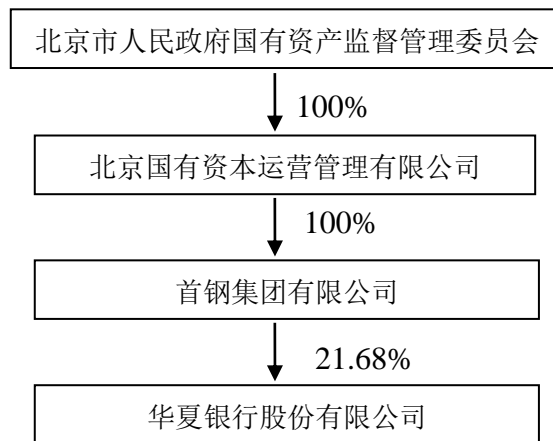 北京市人民政府国有资产监督管理委员会
100%
北京国有资本运营管理有限公司
100%
首钢集团有限公司
21.68%
华夏银行股份有限公司